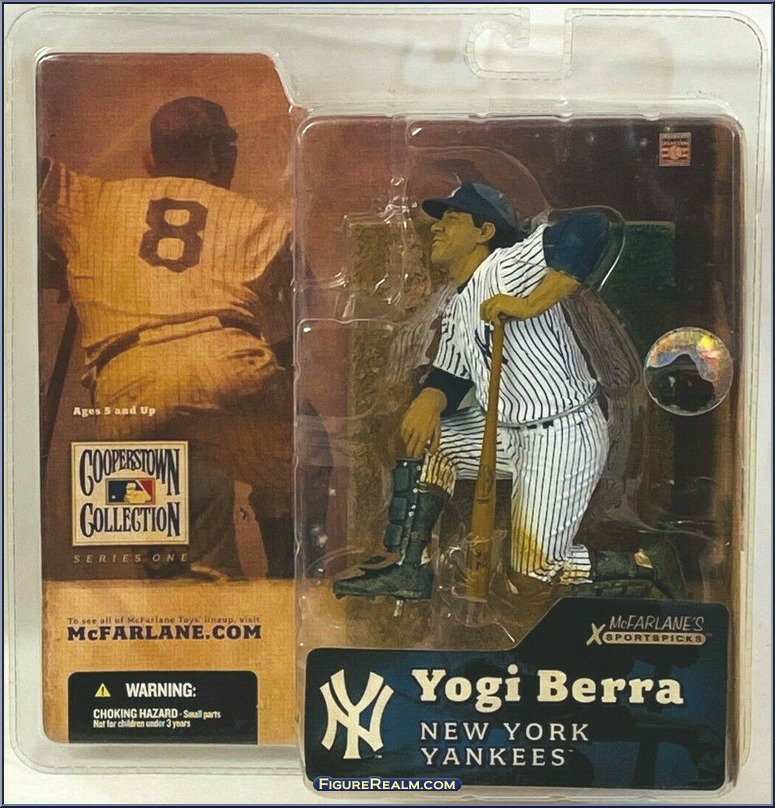 8
Ages 5 and Up
COOPERSTOWN
COLLECTION
SERIES ONE
To see all of McFarlane Toys' lineup, visit
McFARLANE.COM
WARNING:
CHOKING HAZARD - Small parts
Not for children under 3 years
McFARLANE'S
SPORTSPICKS™
NY
Yogi Berra
NEW YORK
YANKEES™
FIGUREREALM.COM